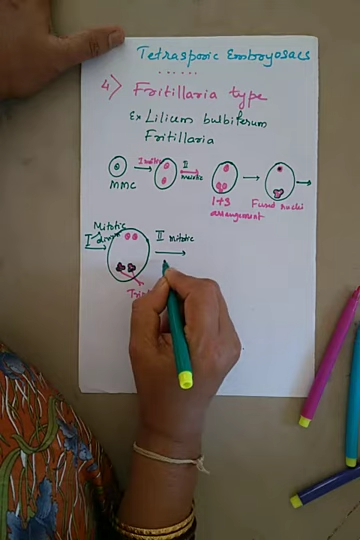 Tetrasporic Embryosacs
4) Fritillaria type
Ex Lilium bulbiferum
Fritillaria
MMC
I meiotic
II
meiotic
1+3
arrangement
Fused nuclei
Mitotic
I
II mitotic